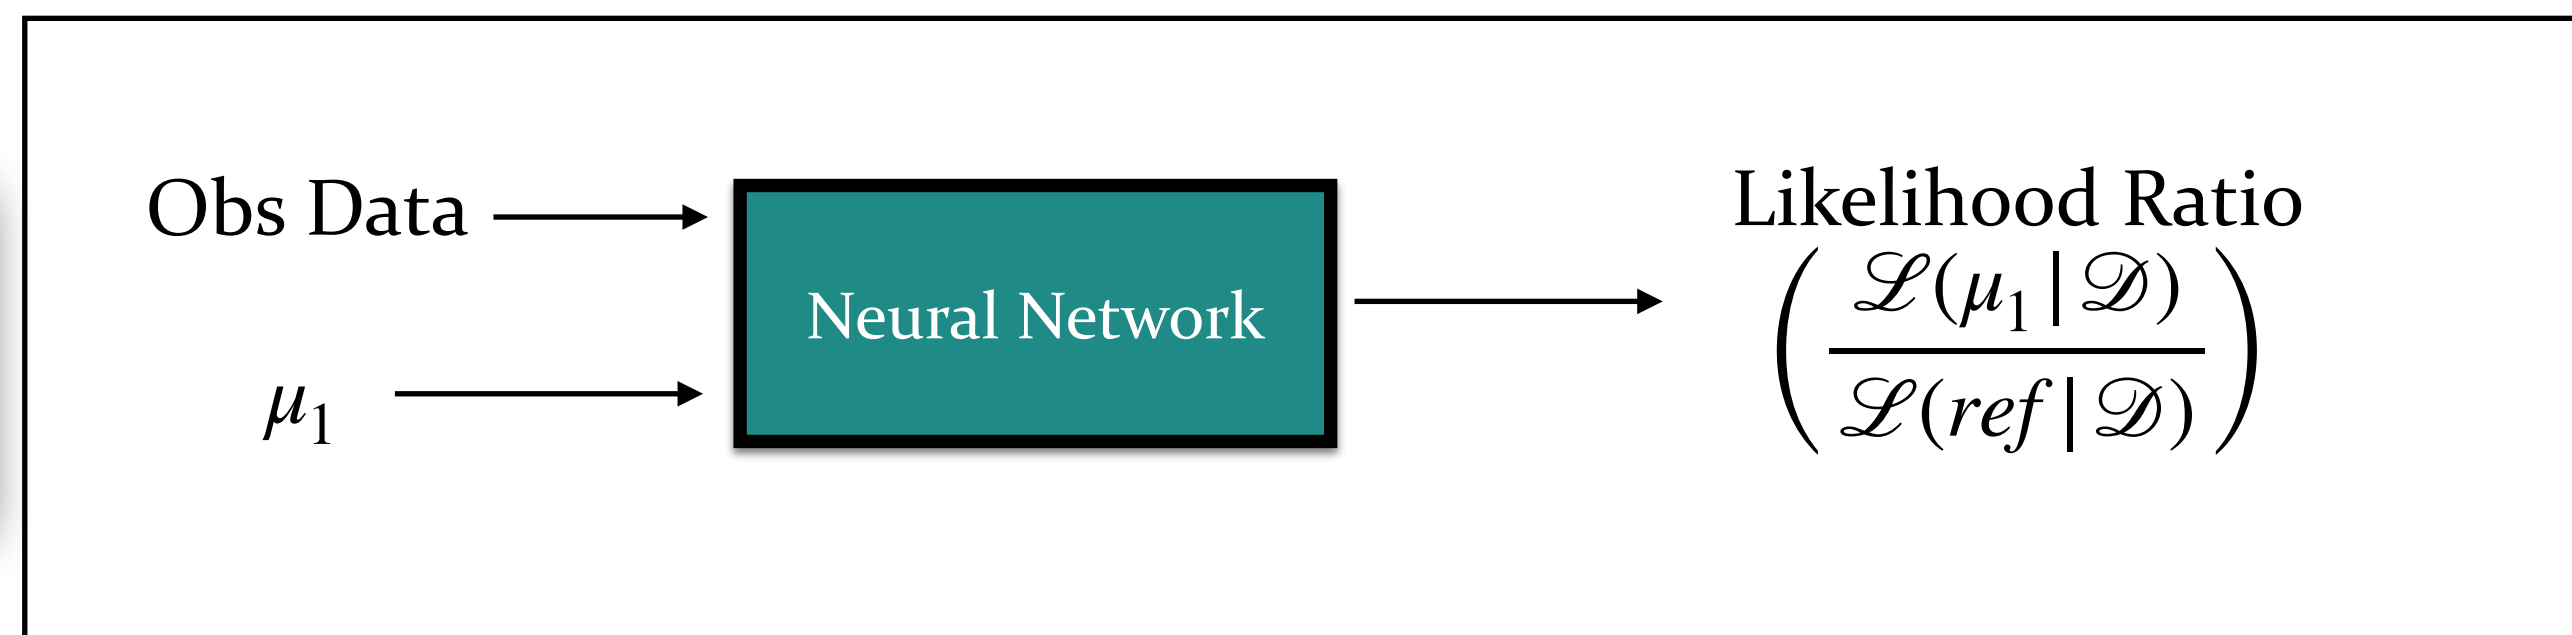 Obs Data
μ₁
Neural Network
Likelihood Ratio
( ℒ(μ₁ | 𝒟) / ℒ(ref | 𝒟) )